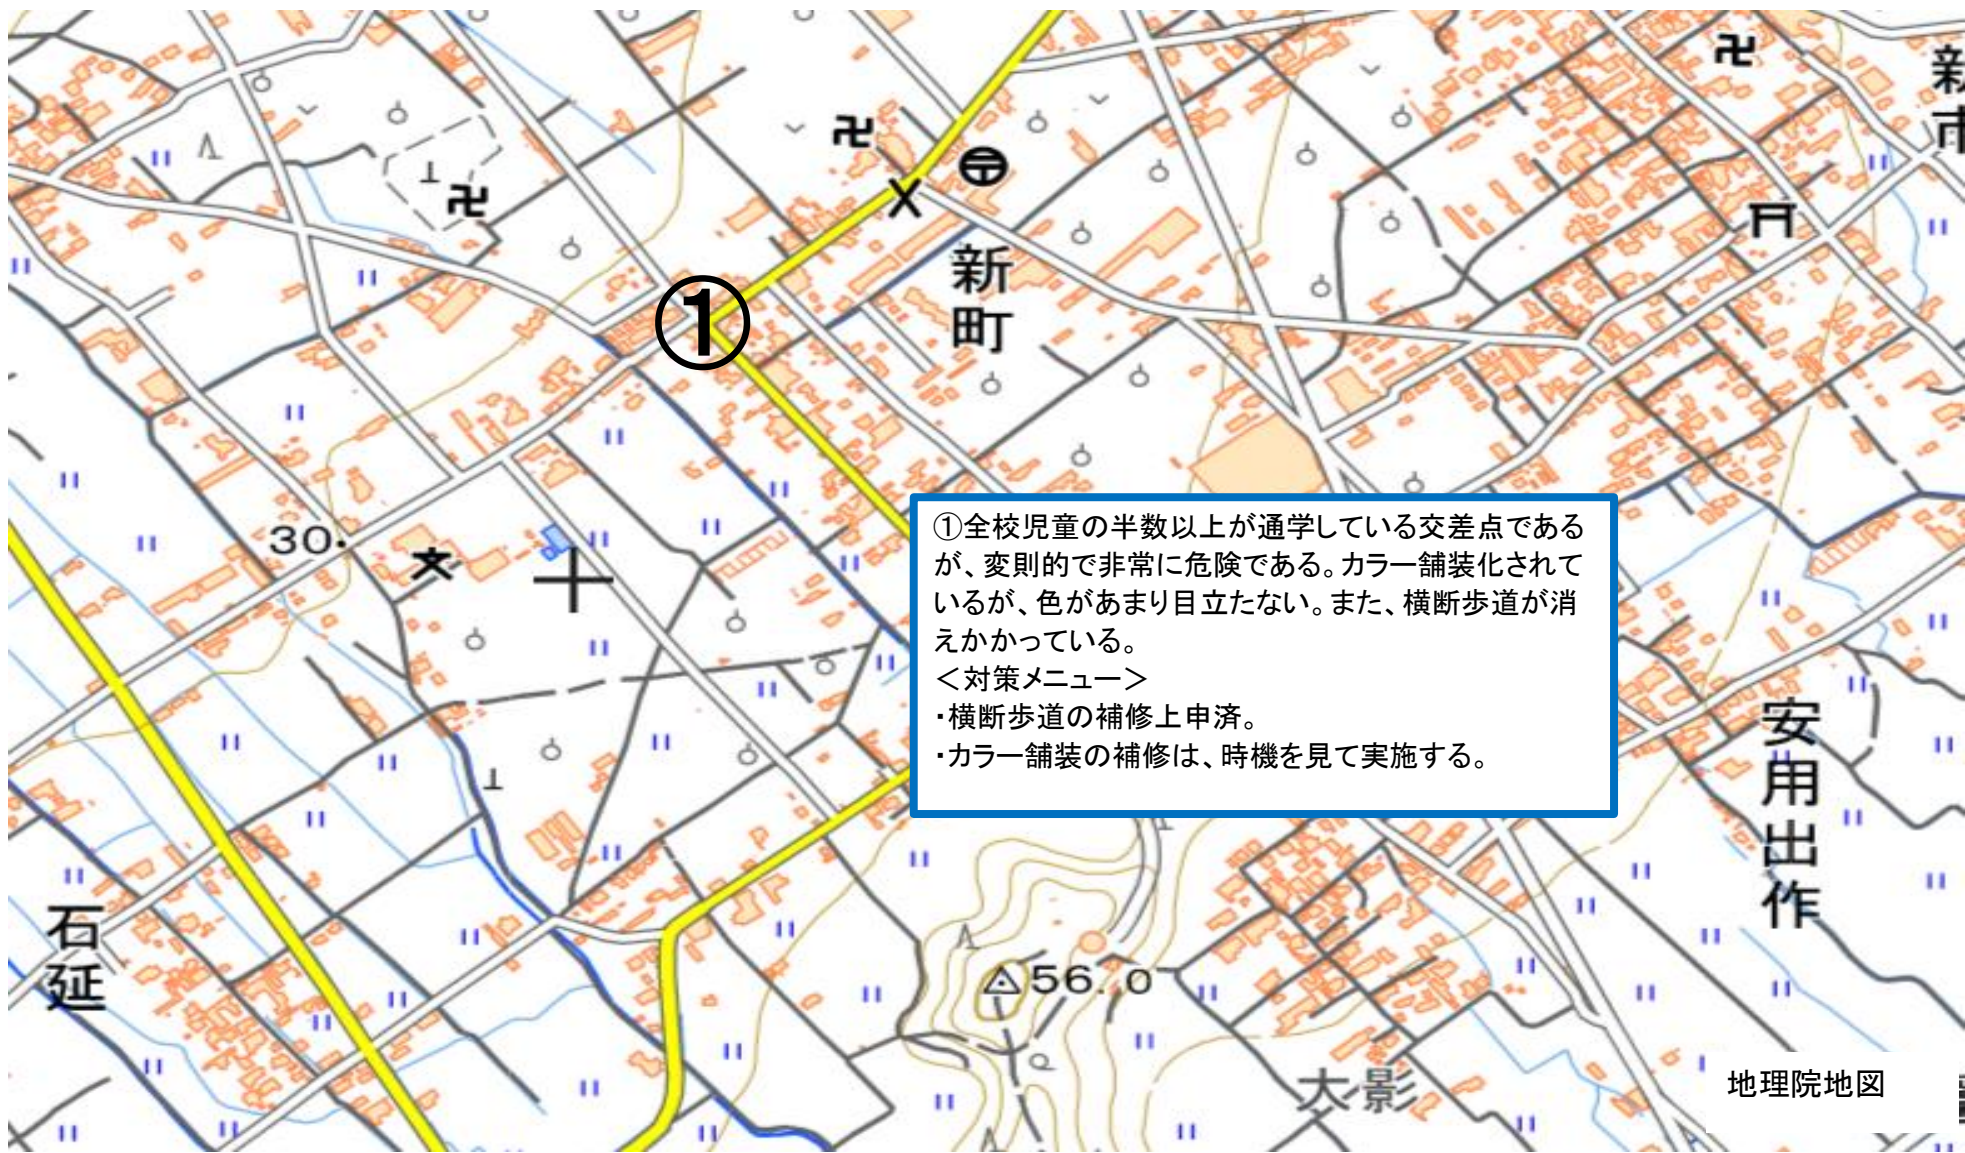 新市
①
新町
30
①全校児童の半数以上が通学している交差点である
が、変則的で非常に危険である。カラー舗装化されて
いるが、色があまり目立たない。また、横断歩道が消
えかかっている。
＜対策メニュー＞
・横断歩道の補修上申済。
・カラー舗装の補修は、時機を見て実施する。
安用出作
石延
56.0
大影
地理院地図